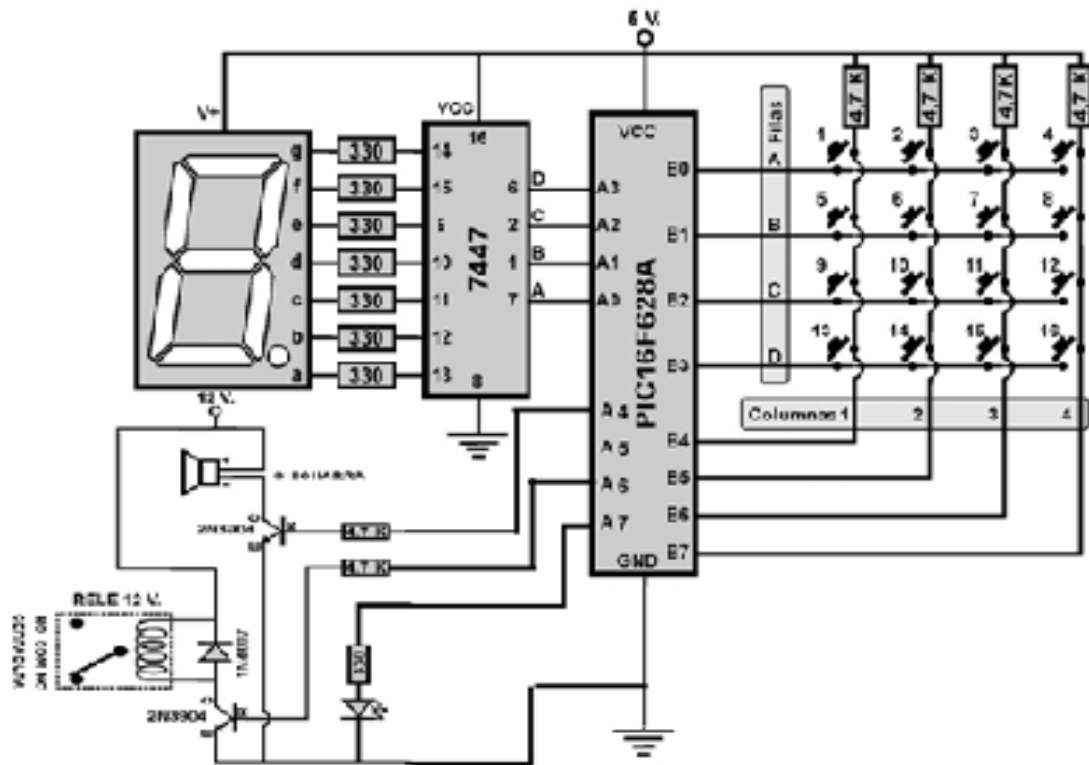 5 V.
V+
VCC
16
g 330 14
f 330 15
e 330 9
d 330 10
c 330 11
b 330 12
a 330 13
7447
8
6 D
2 C
1 B
7 A
VCC
PIC16F628A
A3
A2
A1
A0
A4
A5
A6
A7
GND
B0
B1
B2
B3
B4
B5
B6
B7
4,7 K
4,7 K
4,7 K
4,7 K
Filas
A
B
C
D
1 2 3 4
5 6 7 8
9 10 11 12
13 14 15 16
Columnas 1 2 3 4
12 V.
4,7 K
4,7 K
330
RELE 12 V.
NO COM NC
2N3904
C
E
2N3904